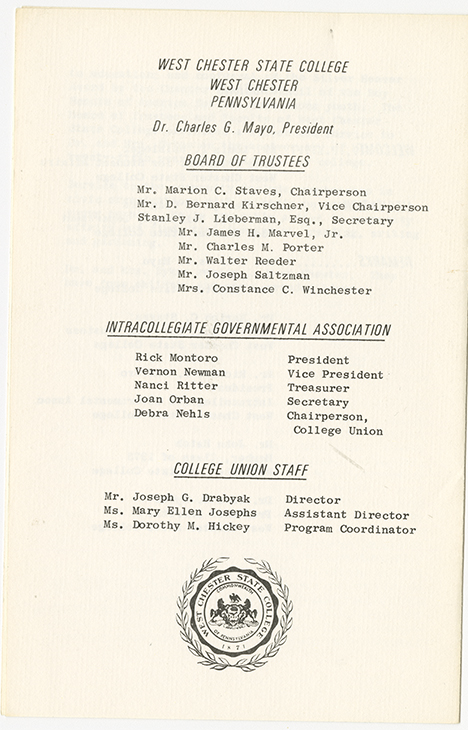 WEST CHESTER STATE COLLEGE
WEST CHESTER
PENNSYLVANIA
Dr. Charles G. Mayo, President
BOARD OF TRUSTEES
Mr. Marion C. Staves, Chairperson
Mr. D. Bernard Kirschner, Vice Chairperson
Stanley J. Lieberman, Esq., Secretary
Mr. James H. Marvel, Jr.
Mr. Charles M. Porter
Mr. Walter Reeder
Mr. Joseph Saltzman
Mrs. Constance C. Winchester
INTRACOLLEGIATE GOVERNMENTAL ASSOCIATION
Rick Montoro President
Vernon Newman Vice President
Nanci Ritter Treasurer
Joan Orban Secretary
Debra Nehls Chairperson,
College Union
COLLEGE UNION STAFF
Mr. Joseph G. Drabyak Director
Ms. Mary Ellen Josephs Assistant Director
Ms. Dorothy M. Hickey Program Coordinator
WEST CHESTER STATE COLLEGE
COMMONWEALTH
OF PENNSYLVANIA
1871